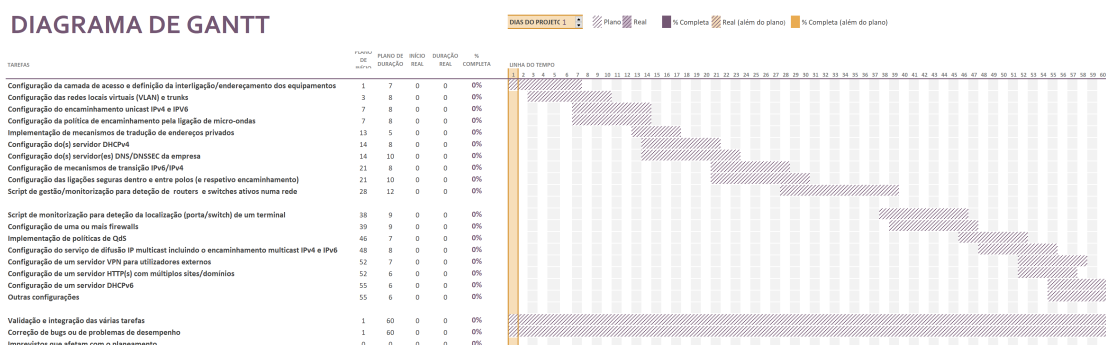 DIAGRAMA DE GANTT
DIAS DO PROJETO 1 Plano Real % Completa Real (além do plano) % Completa (além do plano)
TAREFAS PLANO DE INÍCIO PLANO DE DURAÇÃO INÍCIO REAL DURAÇÃO REAL % COMPLETA LINHA DO TEMPO
1 2 3 4 5 6 7 8 9 10 11 12 13 14 15 16 17 18 19 20 21 22 23 24 25 26 27 28 29 30 31 32 33 34 35 36 37 38 39 40 41 42 43 44 45 46 47 48 49 50 51 52 53 54 55 56 57 58 59 60
Configuração da camada de acesso e definição da interligação/endereçamento dos equipamentos 1 7 0 0 0%
Configuração das redes locais virtuais (VLAN) e trunks 3 8 0 0 0%
Configuração do encaminhamento unicast IPv4 e IPV6 7 8 0 0 0%
Configuração da política de encaminhamento pela ligação de micro-ondas 7 8 0 0 0%
Implementação de mecanismos de tradução de endereços privados 13 5 0 0 0%
Configuração do(s) servidor DHCPv4 14 8 0 0 0%
Configuração do(s) servidor(es) DNS/DNSSEC da empresa 14 10 0 0 0%
Configuração de mecanismos de transição IPv6/IPv4 21 8 0 0 0%
Configuração das ligações seguras dentro e entre polos (e respetivo encaminhamento) 21 10 0 0 0%
Script de gestão/monitorização para deteção de routers e switches ativos numa rede 28 12 0 0 0%
Script de monitorização para deteção da localização (porta/switch) de um terminal 38 9 0 0 0%
Configuração de uma ou mais firewalls 39 9 0 0 0%
Implementação de políticas de QdS 46 7 0 0 0%
Configuração do serviço de difusão IP multicast incluindo o encaminhamento multicast IPv4 e IPv6 48 8 0 0 0%
Configuração de um servidor VPN para utilizadores externos 52 7 0 0 0%
Configuração de um servidor HTTP(s) com múltiplos sites/domínios 52 6 0 0 0%
Configuração de um servidor DHCPv6 55 6 0 0 0%
Outras configurações 55 6 0 0 0%
Validação e integração das várias tarefas 1 60 0 0 0%
Correção de bugs ou de problemas de desempenho 1 60 0 0 0%
Imprevistos que afetam com o planeamento 0 0 0 0 0%